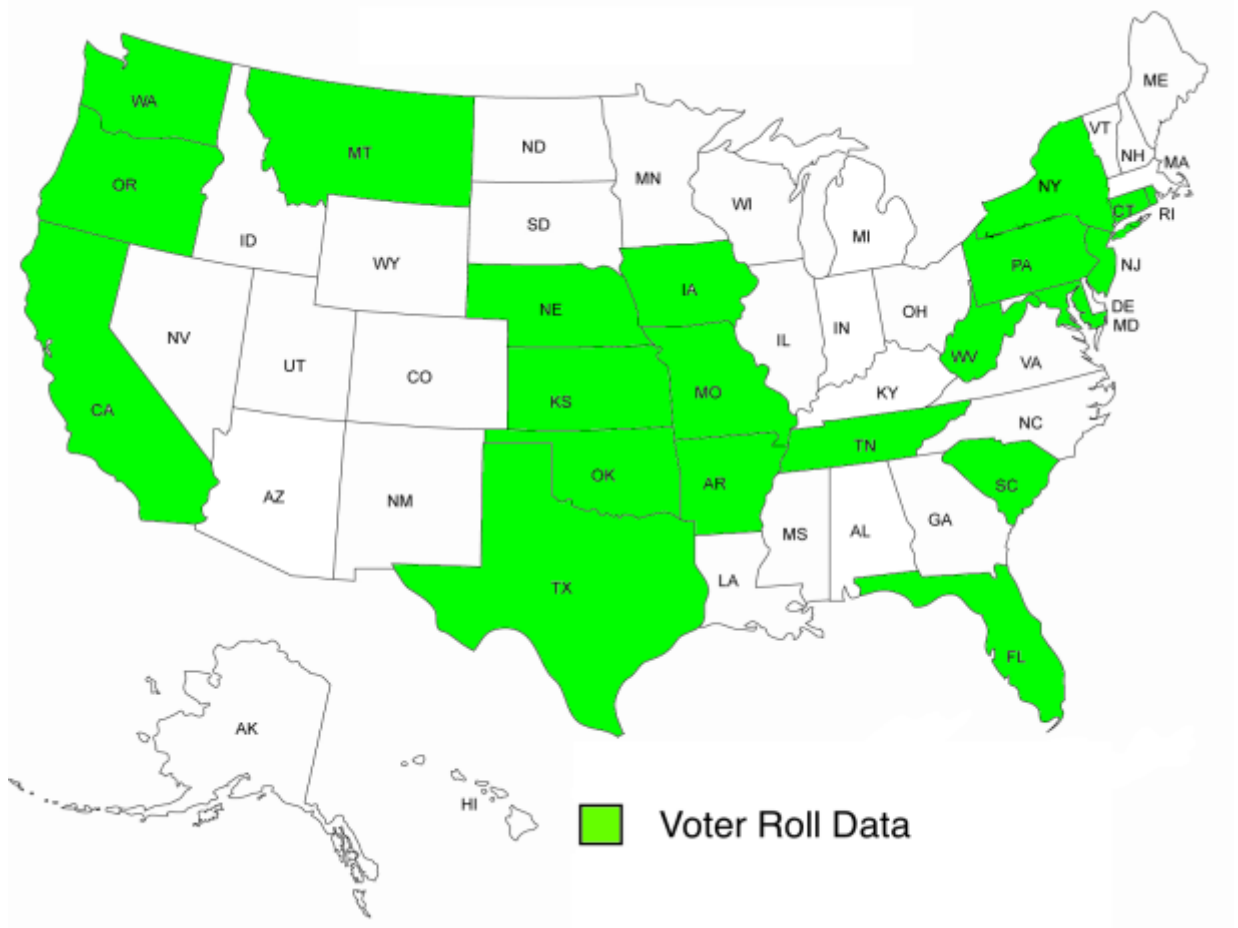 WA
MT
ND
MN
OR
ID
WY
SD
WI
MI
NY
VT
NH
ME
MA
CT
RI
NV
UT
CO
NE
IA
IL
IN
OH
PA
NJ
DE
MD
WV
VA
CA
KS
MO
KY
NC
TN
AZ
NM
OK
AR
SC
MS
AL
GA
TX
LA
FL
AK
HI
Voter Roll Data